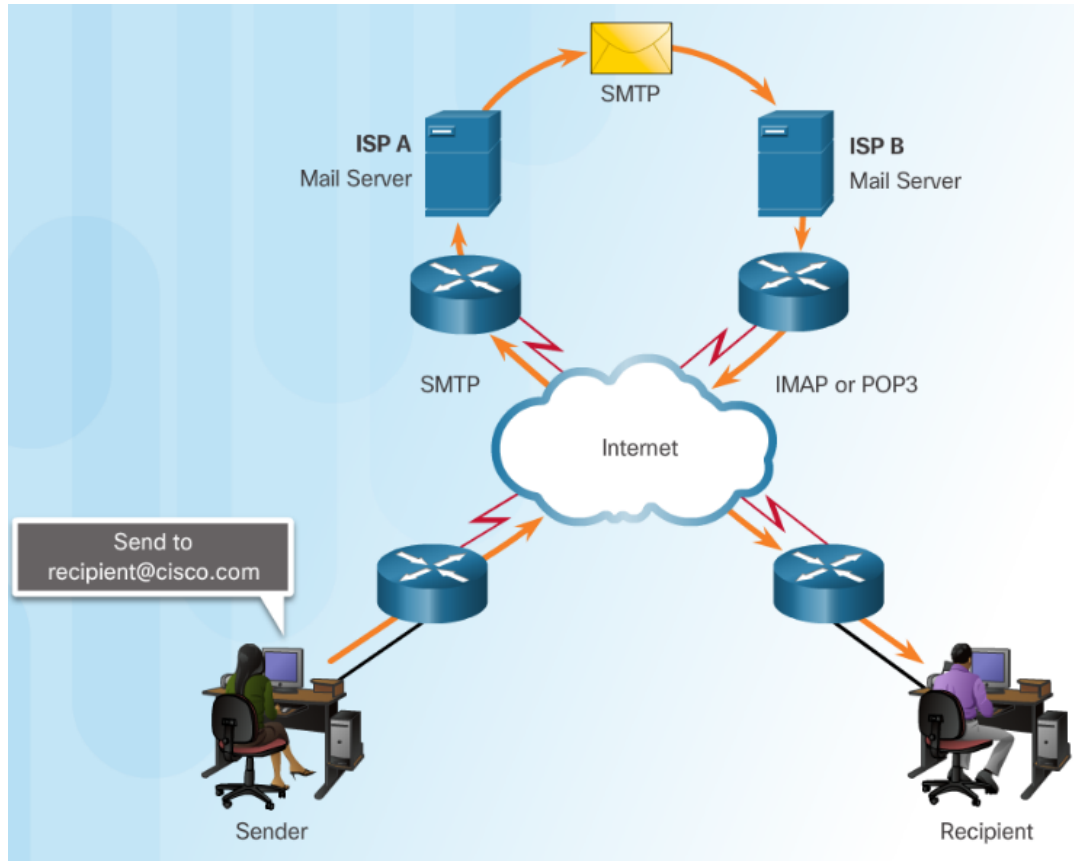 SMTP
ISP A
Mail Server
ISP B
Mail Server
SMTP
IMAP or POP3
Internet
Send to
recipient@cisco.com
Sender
Recipient